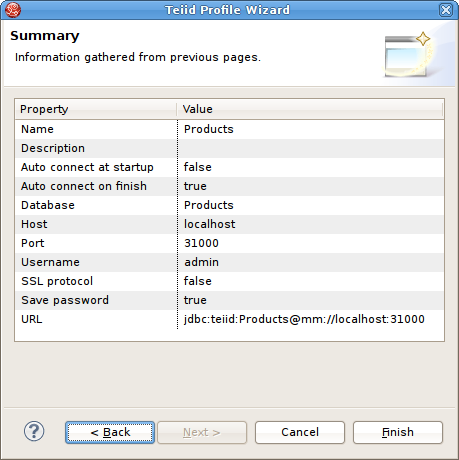 Teiid Profile Wizard
Summary
Information gathered from previous pages.
Property Value
Name Products
Description
Auto connect at startup false
Auto connect on finish true
Database Products
Host localhost
Port 31000
Username admin
SSL protocol false
Save password true
URL jdbc:teiid:Products@mm://localhost:31000
? < Back Next > Cancel Finish